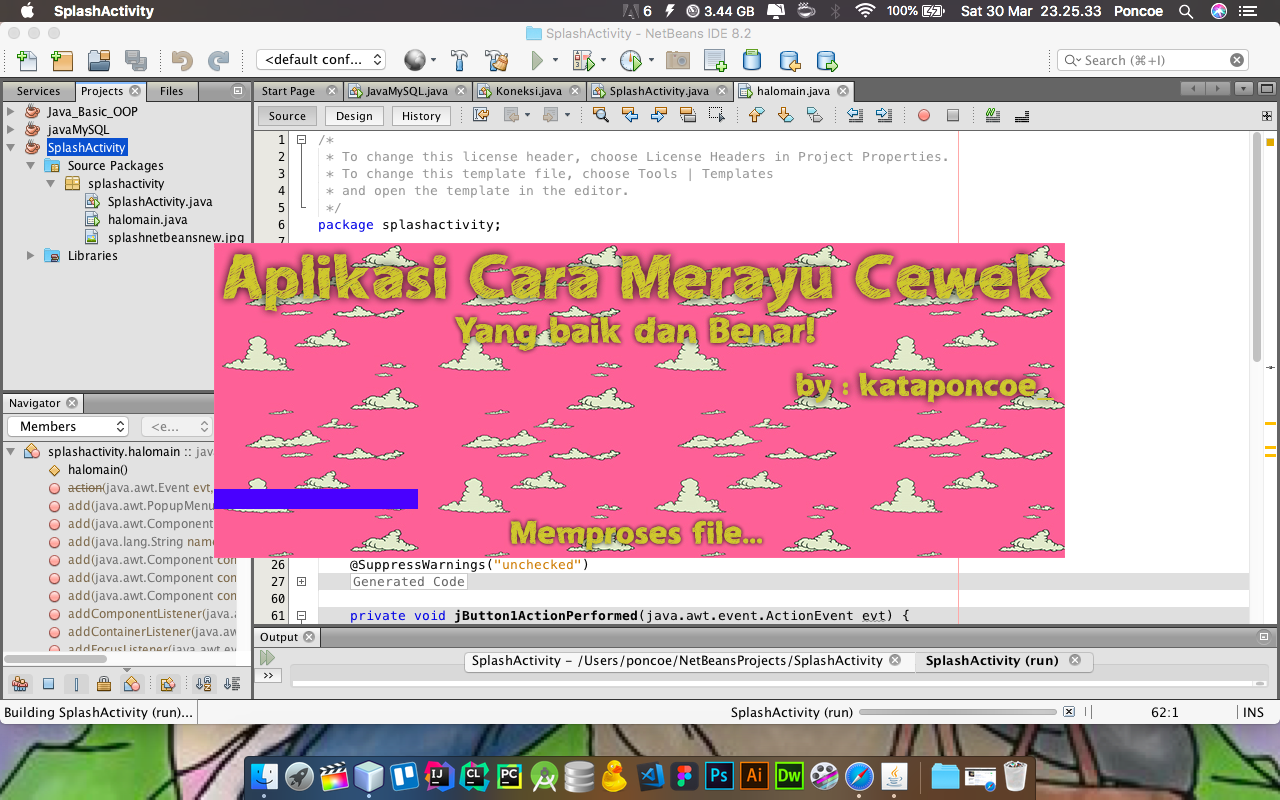 SplashActivity
6
3.44 GB
100%
Sat 30 Mar 23.25.33
Poncoe
SplashActivity - NetBeans IDE 8.2
<default conf...
Search (⌘+I)
Services
Projects
Files
Start Page
JavaMySQL.java
Koneksi.java
SplashActivity.java
halomain.java
Source
Design
History
Java_Basic_OOP
javaMySQL
SplashActivity
Source Packages
splashactivity
SplashActivity.java
halomain.java
splashnetbeansnew.jpg
Libraries
1 /*
2 * To change this license header, choose License Headers in Project Properties.
3 * To change this template file, choose Tools | Templates
4 * and open the template in the editor.
5 */
6 package splashactivity;
7
Aplikasi Cara Merayu Cewek
Yang baik dan Benar!
by : kataponcoe_
Memproses file...
26 @SuppressWarnings("unchecked")
27 Generated Code
60
61 private void jButton1ActionPerformed(java.awt.event.ActionEvent evt) {
Navigator
Members
<e...
splashactivity.halomain :: jav
halomain()
action(java.awt.Event evt,
add(java.awt.PopupMenu
add(java.awt.Component
add(java.lang.String name
add(java.awt.Component con
add(java.awt.Component com
add(java.awt.Component com
addComponentListener(java.a
addContainerListener(java.aw
addFocusListener(java.awt.ev
Output
SplashActivity - /Users/poncoe/NetBeansProjects/SplashActivity
SplashActivity (run)
>>
Building SplashActivity (run)...
SplashActivity (run)
62:1
INS
IJ
CL
PC
Ps
Ai
Dw